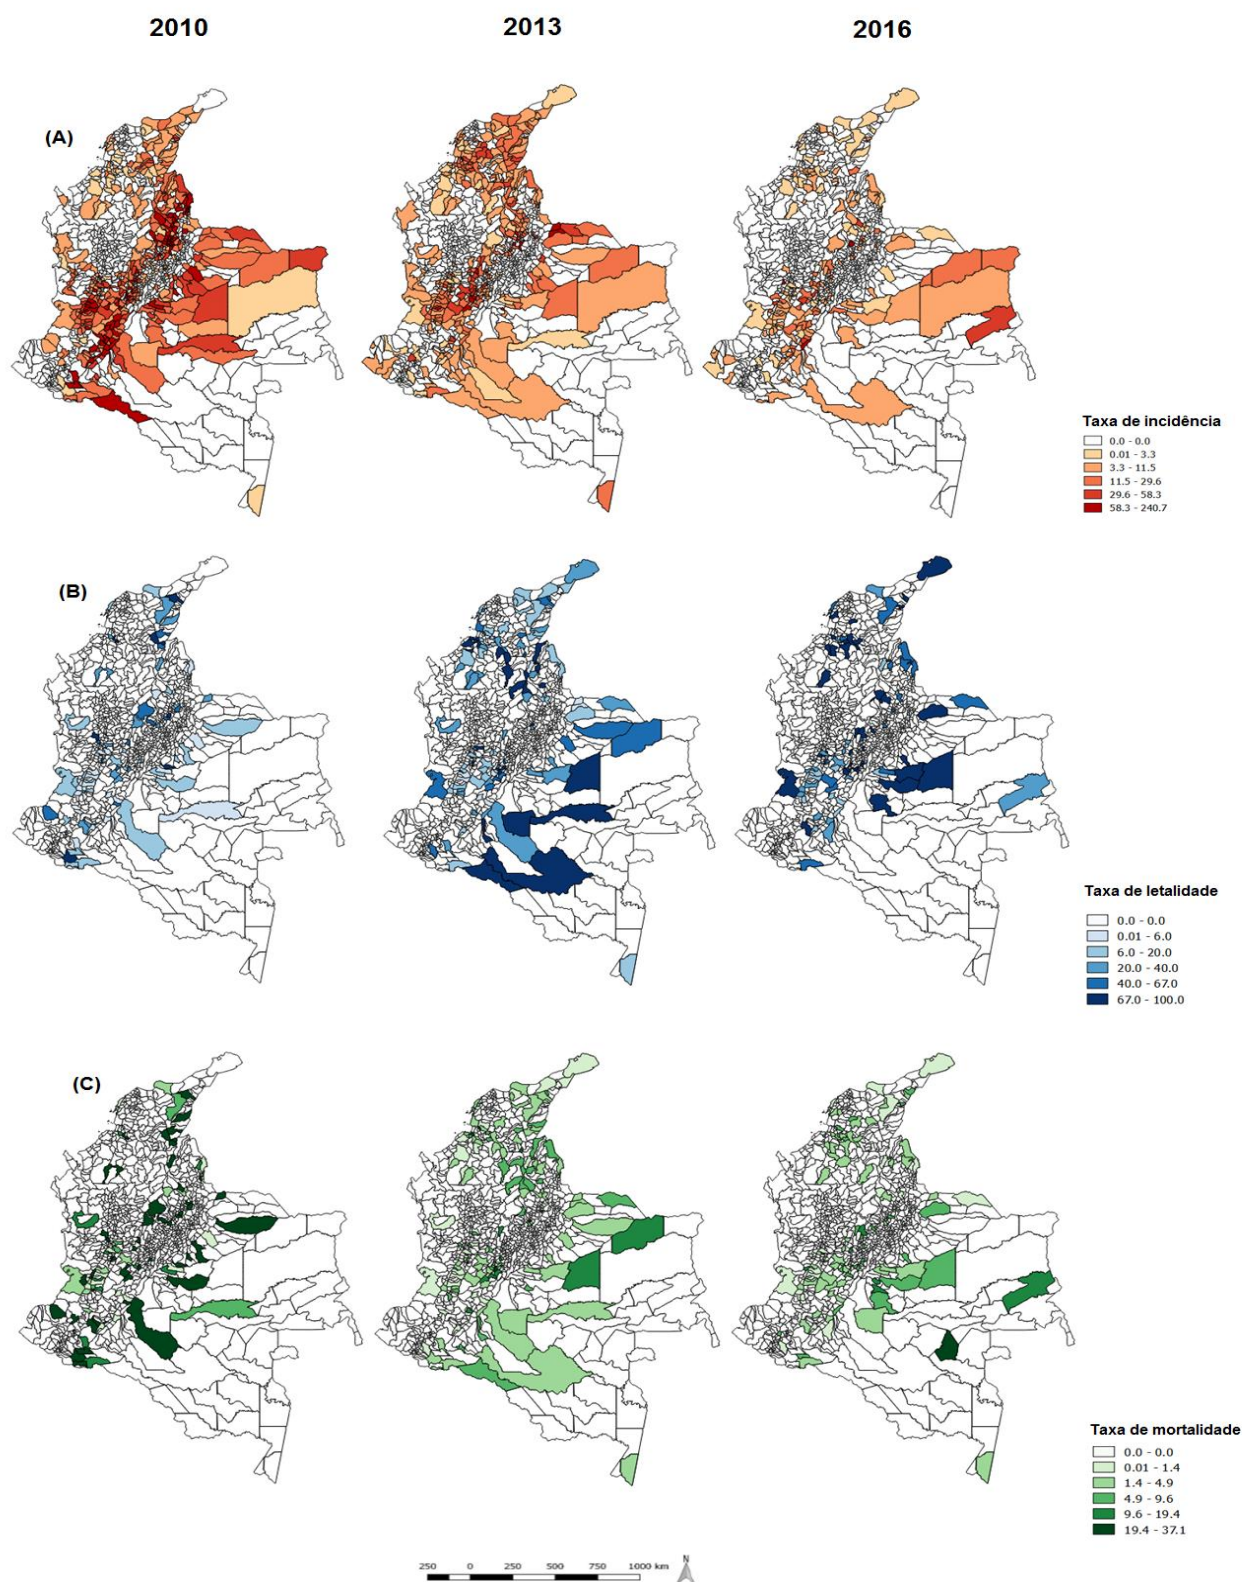 2010 2013 2016
(A)
Taxa de incidência
0.0 - 0.0
0.01 - 3.3
3.3 - 11.5
11.5 - 29.6
29.6 - 58.3
58.3 - 240.7
(B)
Taxa de letalidade
0.0 - 0.0
0.01 - 6.0
6.0 - 20.0
20.0 - 40.0
40.0 - 67.0
67.0 - 100.0
(C)
Taxa de mortalidade
0.0 - 0.0
0.01 - 1.4
1.4 - 4.9
4.9 - 9.6
9.6 - 19.4
19.4 - 37.1
250 0 250 500 750 1000 km N